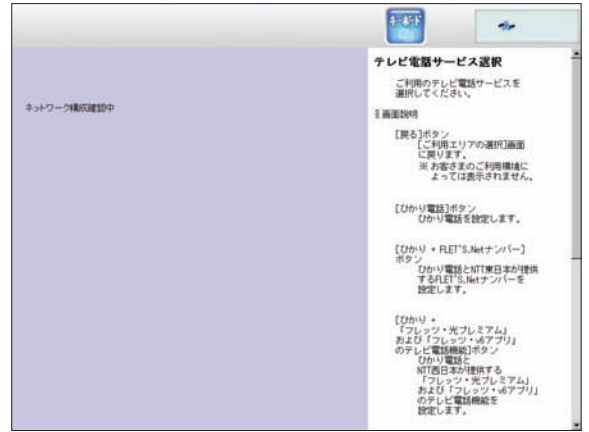 キーボード
テレビ電話サービス選択
ご利用のテレビ電話サービスを
選択してください。
ネットワーク構成確認中
画面説明
[戻る]ボタン
[ご利用エリアの選択]画面
に戻ります。
※ お客さまのご利用環境に
よっては表示されません。
[ひかり電話]ボタン
ひかり電話を設定します。
[ひかり + FLET'S.Netナンバー]
ボタン
ひかり電話とNTT東日本が提供
するFLET'S.Netナンバーを
設定します。
[ひかり +
「フレッツ・光プレミアム」
および「フレッツ・v6アプリ」
のテレビ電話機能]ボタン
ひかり電話と
NTT西日本が提供する
「フレッツ・光プレミアム」
および「フレッツ・v6アプリ」
のテレビ電話機能を
設定します。